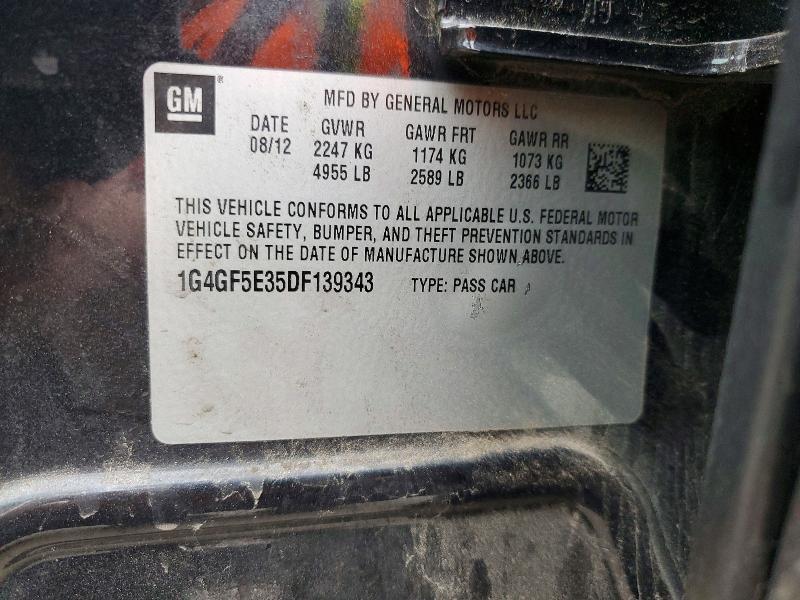 GM
MFD BY GENERAL MOTORS LLC
DATE GVWR GAWR FRT GAWR RR
08/12 2247 KG 1174 KG 1073 KG
4955 LB 2589 LB 2366 LB
THIS VEHICLE CONFORMS TO ALL APPLICABLE U.S. FEDERAL MOTOR
VEHICLE SAFETY, BUMPER, AND THEFT PREVENTION STANDARDS IN
EFFECT ON THE DATE OF MANUFACTURE SHOWN ABOVE.
1G4GF5E35DF139343 TYPE: PASS CAR